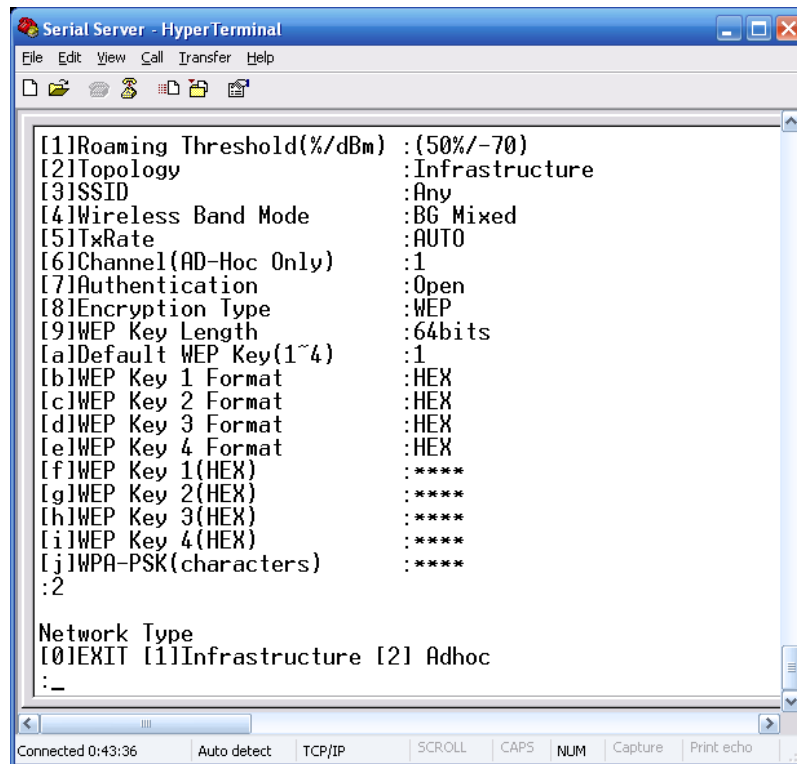 Serial Server - HyperTerminal
File Edit View Call Transfer Help
[1]Roaming Threshold(%/dBm) :(50%/-70)
[2]Topology :Infrastructure
[3]SSID :Any
[4]Wireless Band Mode :BG Mixed
[5]TxRate :AUTO
[6]Channel(AD-Hoc Only) :1
[7]Authentication :Open
[8]Encryption Type :WEP
[9]WEP Key Length :64bits
[a]Default WEP Key(1~4) :1
[b]WEP Key 1 Format :HEX
[c]WEP Key 2 Format :HEX
[d]WEP Key 3 Format :HEX
[e]WEP Key 4 Format :HEX
[f]WEP Key 1(HEX) :****
[g]WEP Key 2(HEX) :****
[h]WEP Key 3(HEX) :****
[i]WEP Key 4(HEX) :****
[j]WPA-PSK(characters) :****
:2
Network Type
[0]EXIT [1]Infrastructure [2] Adhoc
:_
Connected 0:43:36 Auto detect TCP/IP SCROLL CAPS NUM Capture Print echo